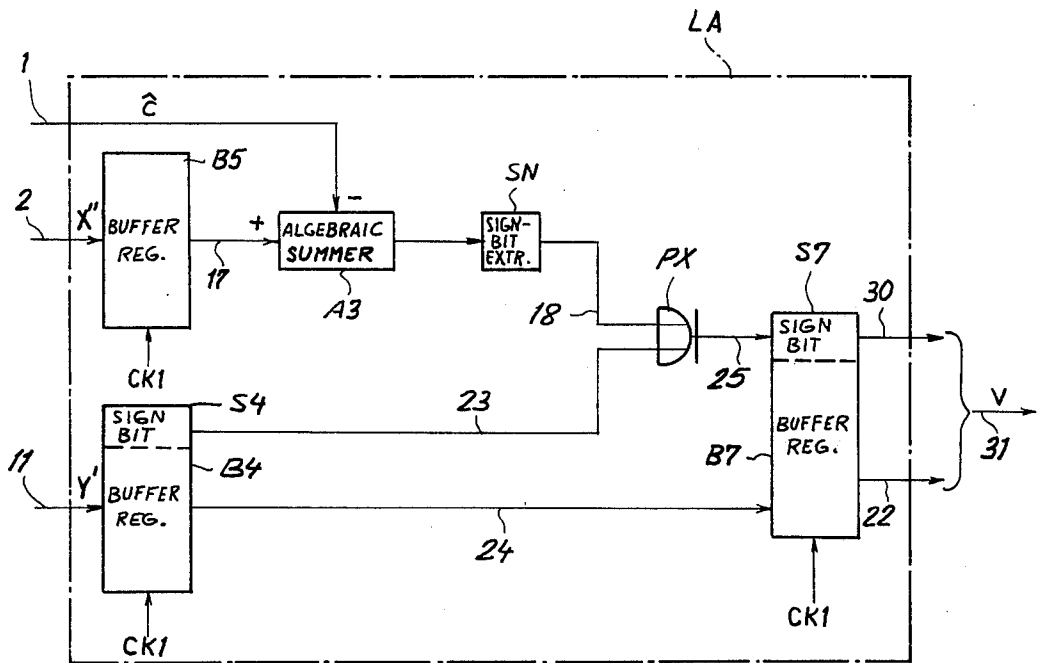 LA
1
Ĉ
B5
SN
2
X"
BUFFER
REG.
+
-
ALGEBRAIC
SUMMER
SIGN-
BIT
EXTR.
17
A3
PX
S7
18
SIGN
BIT
30
25
CK1
S4
SIGN
BIT
23
V
31
BUFFER
REG.
B7
11
Y'
B4
BUFFER
REG.
24
22
CK1
CK1